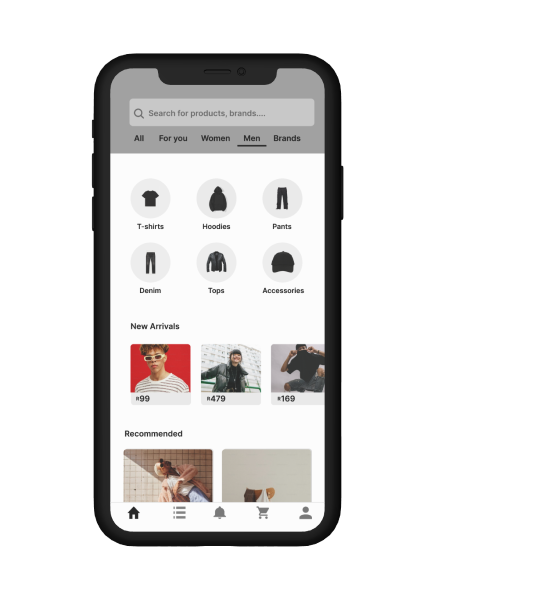 Search for products, brands....
All For you Women Men Brands
T-shirts Hoodies Pants
Denim Tops Accessories
New Arrivals
R99 R479 R169
Recommended